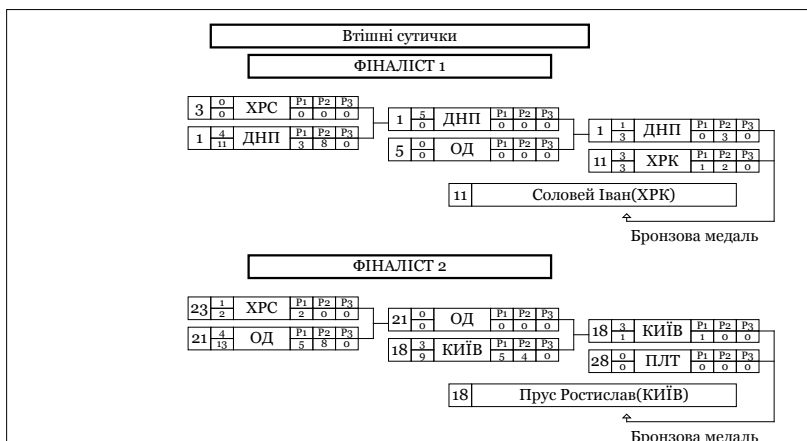 Втішні сутички
ФІНАЛІСТ 1
3 0 0 ХРС P1 P2 P3 0 0 0
1 4 11 ДНП P1 P2 P3 3 8 0
1 5 0 ДНП P1 P2 P3 0 0 0
5 0 0 ОД P1 P2 P3 0 0 0
1 1 3 ДНП P1 P2 P3 0 3 0
11 3 3 ХРК P1 P2 P3 1 2 0
11 Соловей Іван(ХРК)
Бронзова медаль
ФІНАЛІСТ 2
23 1 2 ХРС P1 P2 P3 2 0 0
21 4 13 ОД P1 P2 P3 5 8 0
21 0 0 ОД P1 P2 P3 0 0 0
18 3 9 КИЇВ P1 P2 P3 5 4 0
18 3 1 КИЇВ P1 P2 P3 1 0 0
28 0 0 ПЛТ P1 P2 P3 0 0 0
18 Прус Ростислав(КИЇВ)
Бронзова медаль